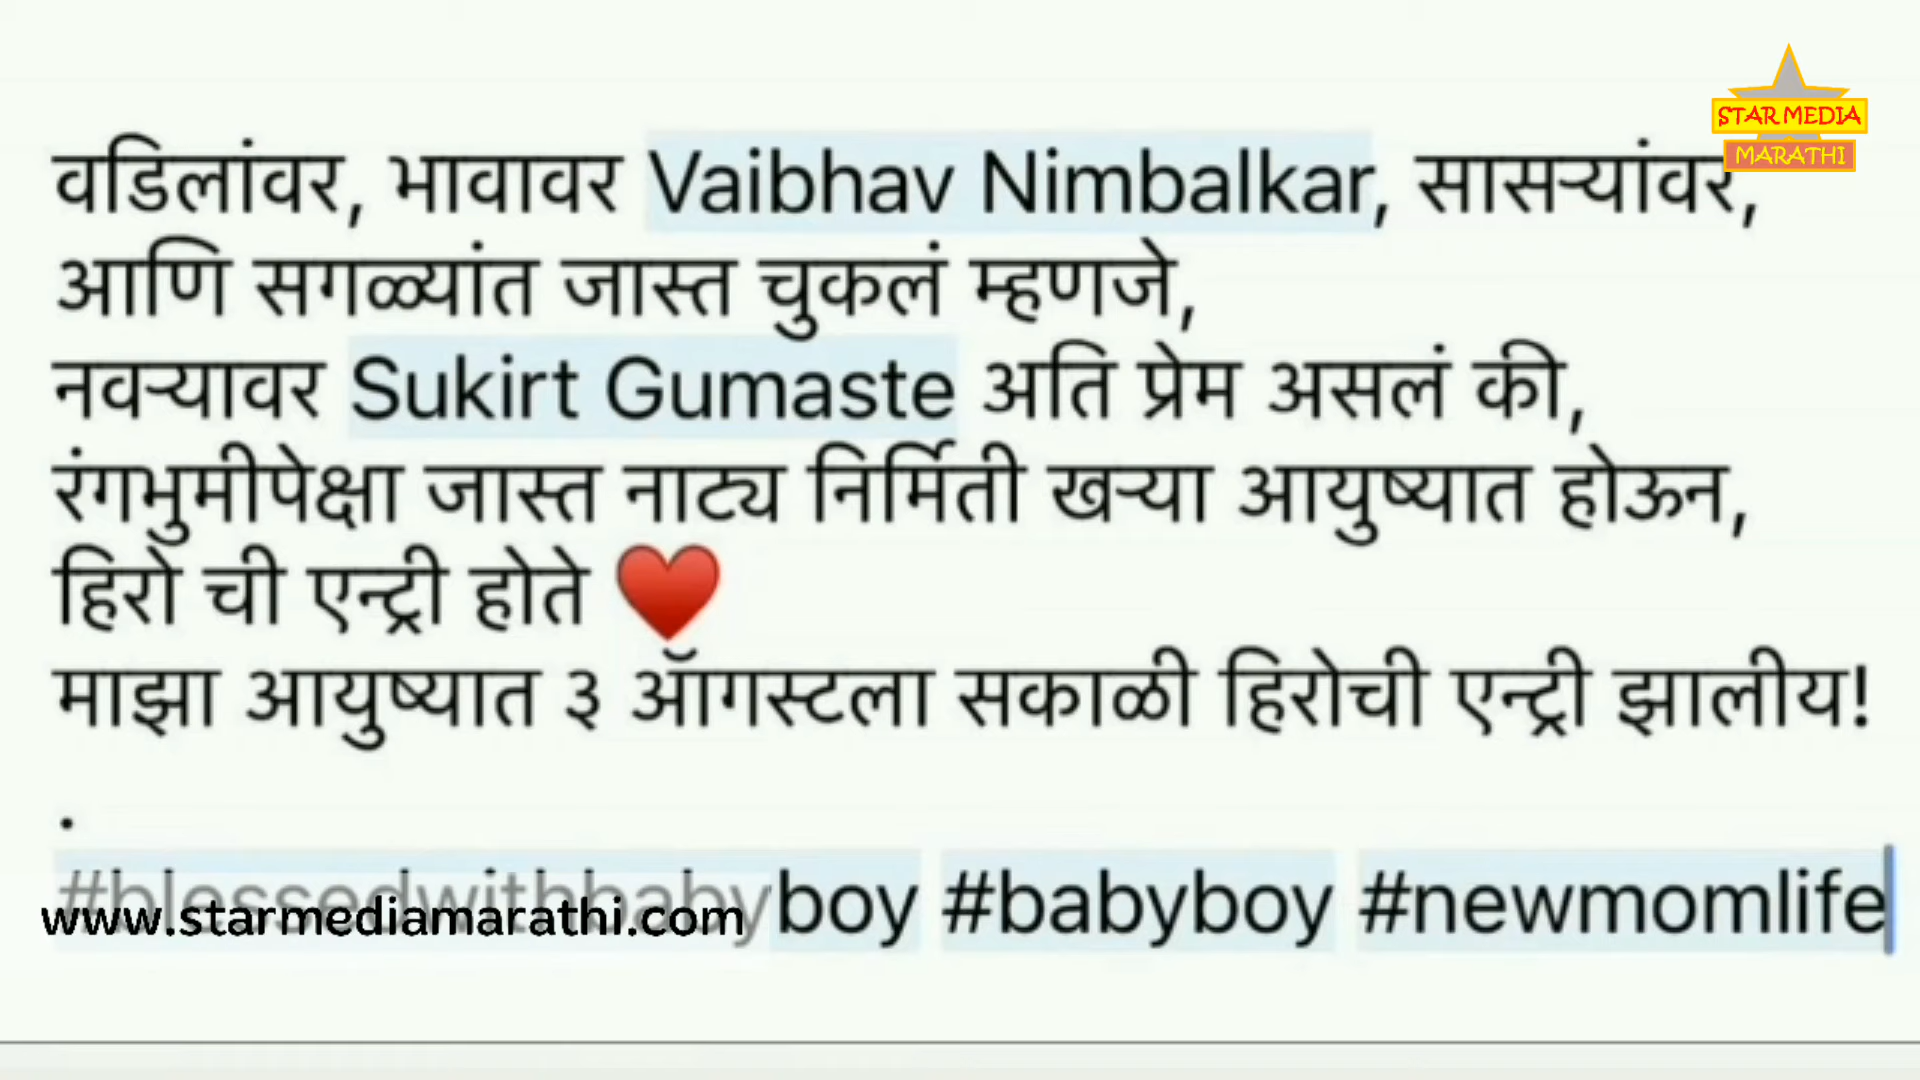 STAR MEDIA
MARATHI
वडिलांवर, भावावर Vaibhav Nimbalkar, सासऱ्यांवर,
आणि सगळ्यांत जास्त चुकलं म्हणजे,
नवऱ्यावर Sukirt Gumaste अति प्रेम असलं की,
रंगभुमीपेक्षा जास्त नाट्य निर्मिती खऱ्या आयुष्यात होऊन,
हिरो ची एन्ट्री होते ❤️
माझा आयुष्यात ३ ऑगस्टला सकाळी हिरोची एन्ट्री झालीय!
.
#blessedwithbabyboy #babyboy #newmomlife
www.starmediamarathi.com